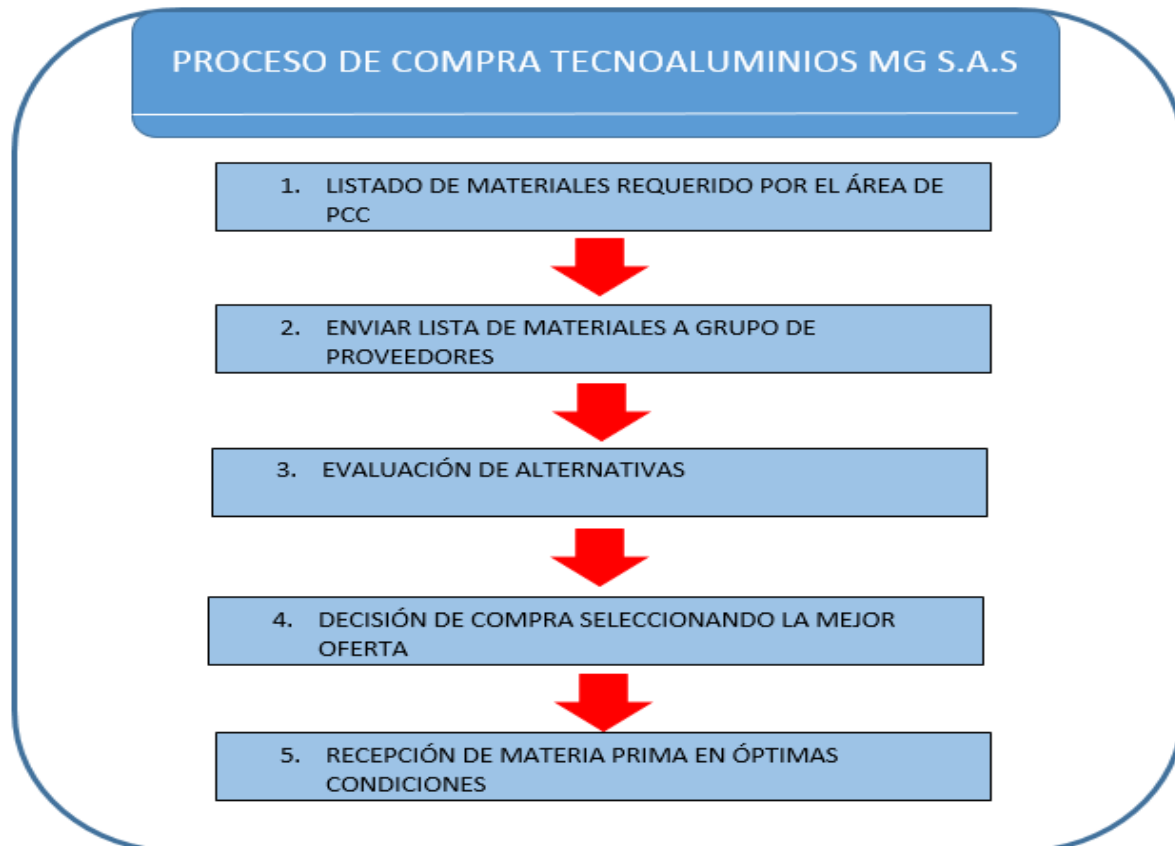 PROCESO DE COMPRA TECNOALUMINIOS MG S.A.S
1. LISTADO DE MATERIALES REQUERIDO POR EL ÁREA DE
PCC
2. ENVIAR LISTA DE MATERIALES A GRUPO DE
PROVEEDORES
3. EVALUACIÓN DE ALTERNATIVAS
4. DECISIÓN DE COMPRA SELECCIONANDO LA MEJOR
OFERTA
5. RECEPCIÓN DE MATERIA PRIMA EN ÓPTIMAS
CONDICIONES